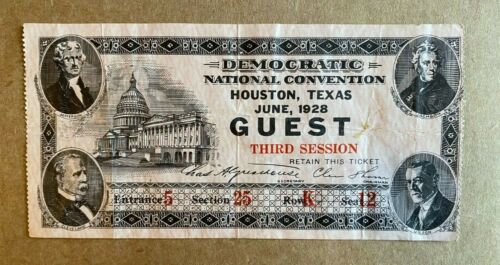 DEMOCRATIC
NATIONAL CONVENTION
HOUSTON, TEXAS
JUNE, 1928
GUEST
THIRD SESSION
RETAIN THIS TICKET
SECRETARY
Entrance 5 Section 25 Row K Seat 12